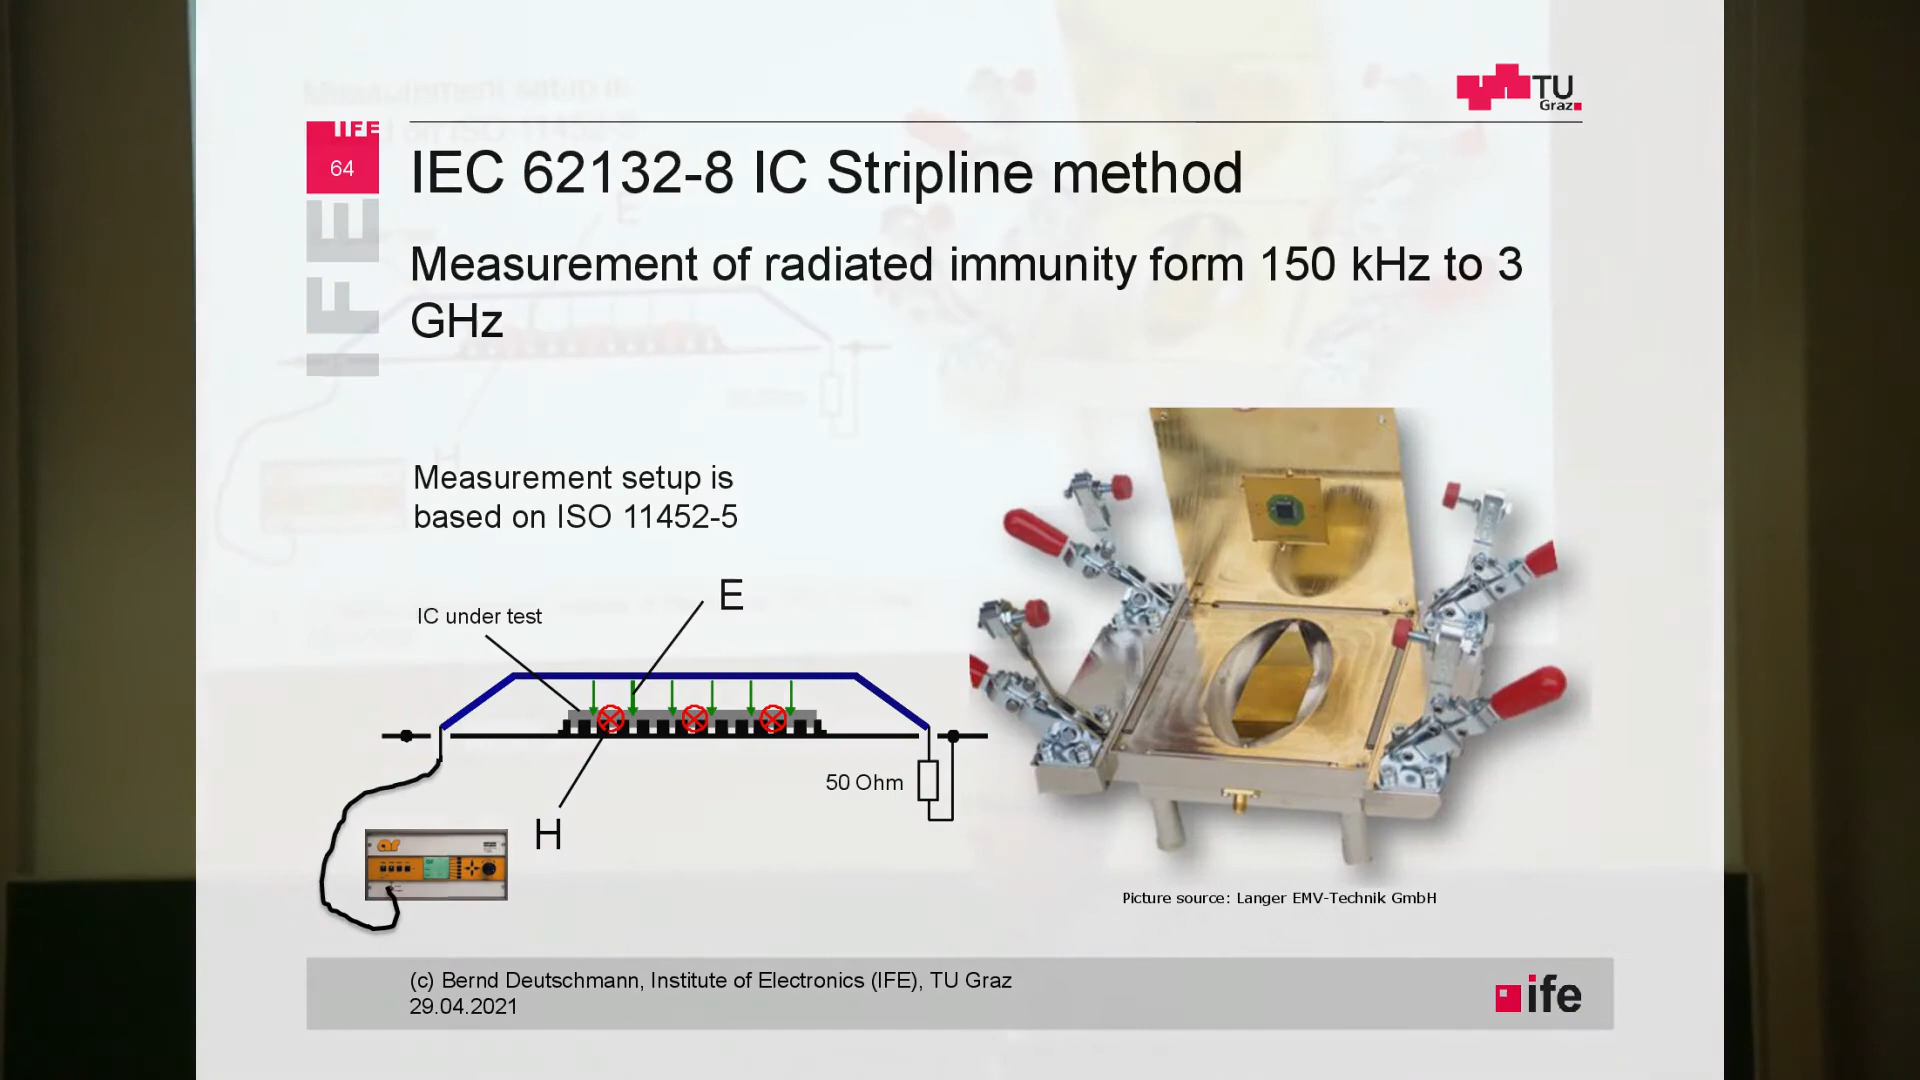 TU
Graz
IFE
64
IEC 62132-8 IC Stripline method
IFE
Measurement of radiated immunity form 150 kHz to 3
GHz
Measurement setup is
based on ISO 11452-5
E
IC under test
50 Ohm
H
ar
Picture source: Langer EMV-Technik GmbH
(c) Bernd Deutschmann, Institute of Electronics (IFE), TU Graz
29.04.2021
ife